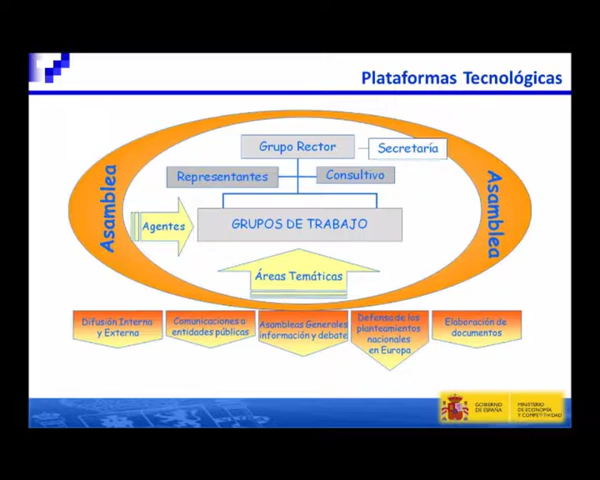 Plataformas Tecnológicas
Grupo Rector
Secretaría
Representantes
Consultivo
Asamblea
Asamblea
Agentes
GRUPOS DE TRABAJO
Áreas Temáticas
Difusión Interna
y Externa
Comunicaciones a
entidades públicas
Asambleas Generales
información y debate
Defensa de los
planteamientos
nacionales
en Europa
Elaboración de
documentos
GOBIERNO
DE ESPAÑA
MINISTERIO
DE ECONOMÍA
Y COMPETITIVIDAD